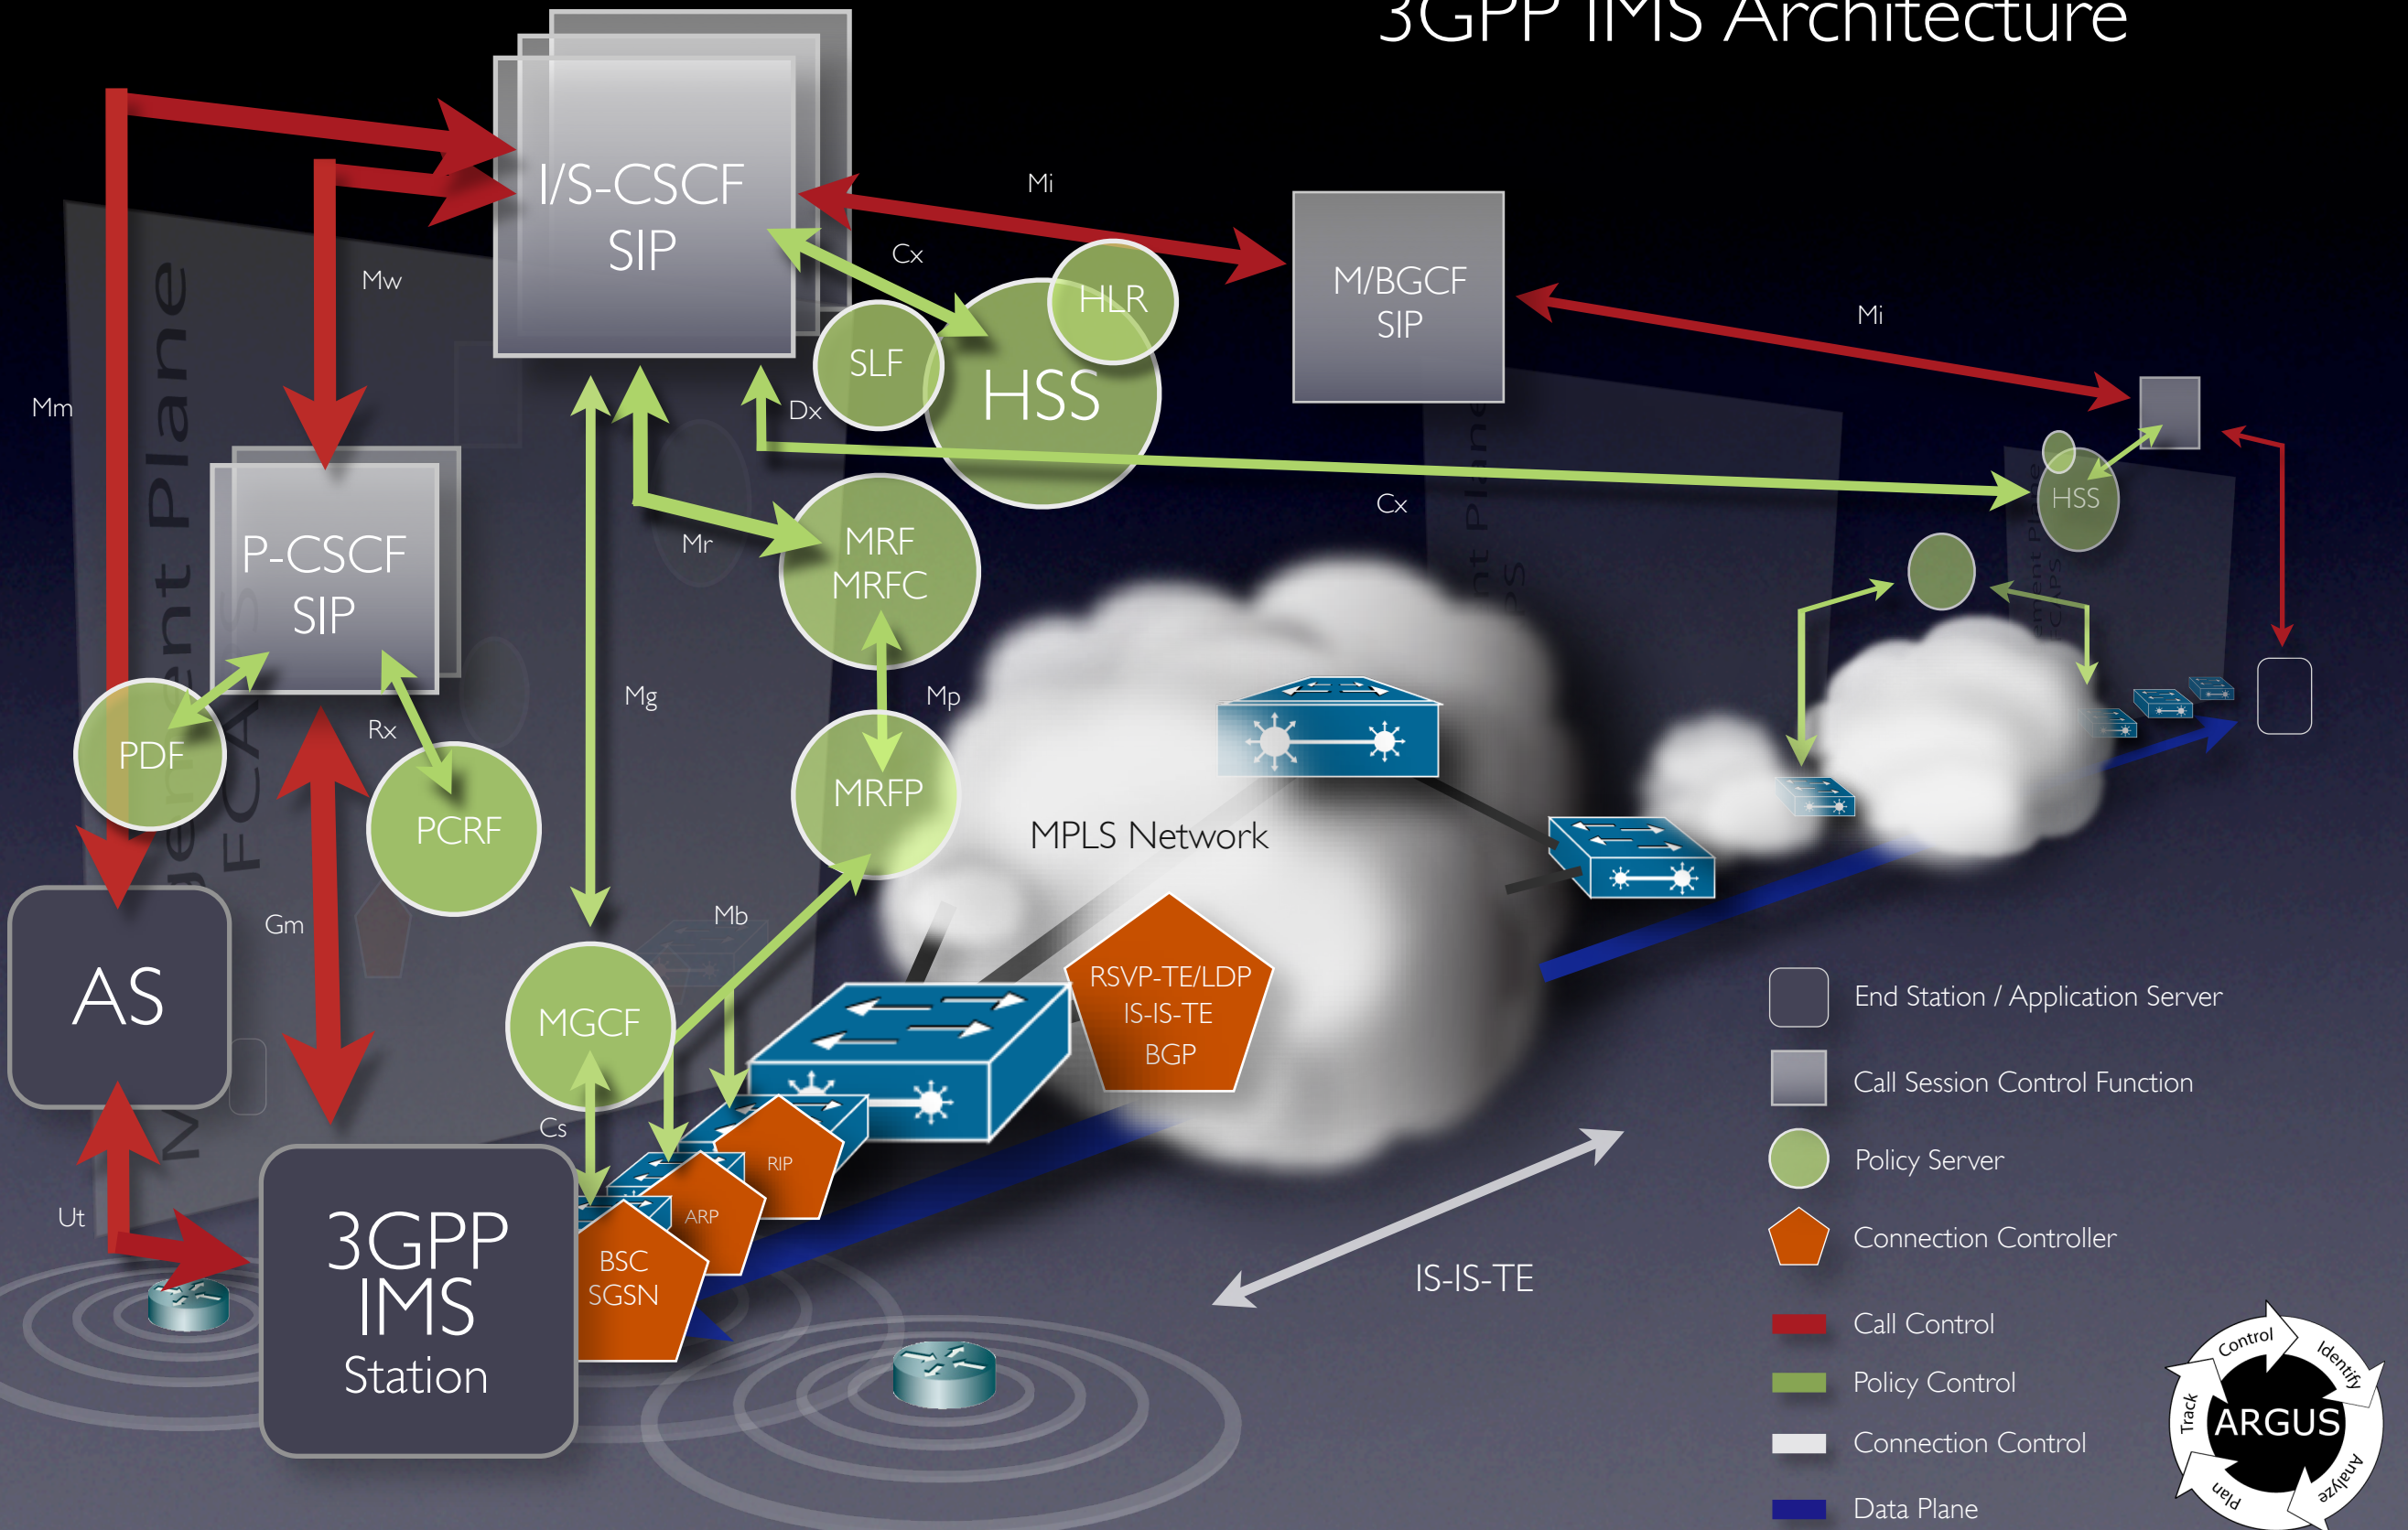 3GPP IMS Architecture
I/S-CSCF
SIP
Mi
Cx
Mw
HLR
M/BGCF
SIP
Mi
SLF
HSS
Mm
Dx
Cx
HSS
Mr
MRF
MRFC
P-CSCF
SIP
Mg
Mp
Rx
PDF
MRFP
PCRF
MPLS Network
Mb
Gm
AS
MGCF
RSVP-TE/LDP
IS-IS-TE
BGP
Cs
RIP
ARP
Ut
3GPP
IMS
Station
BSC
SGSN
IS-IS-TE
End Station / Application Server
Call Session Control Function
Policy Server
Connection Controller
Call Control
Policy Control
Connection Control
Data Plane
Control
Identify
Analyze
Plan
Track
ARGUS
Plane
FCAPS